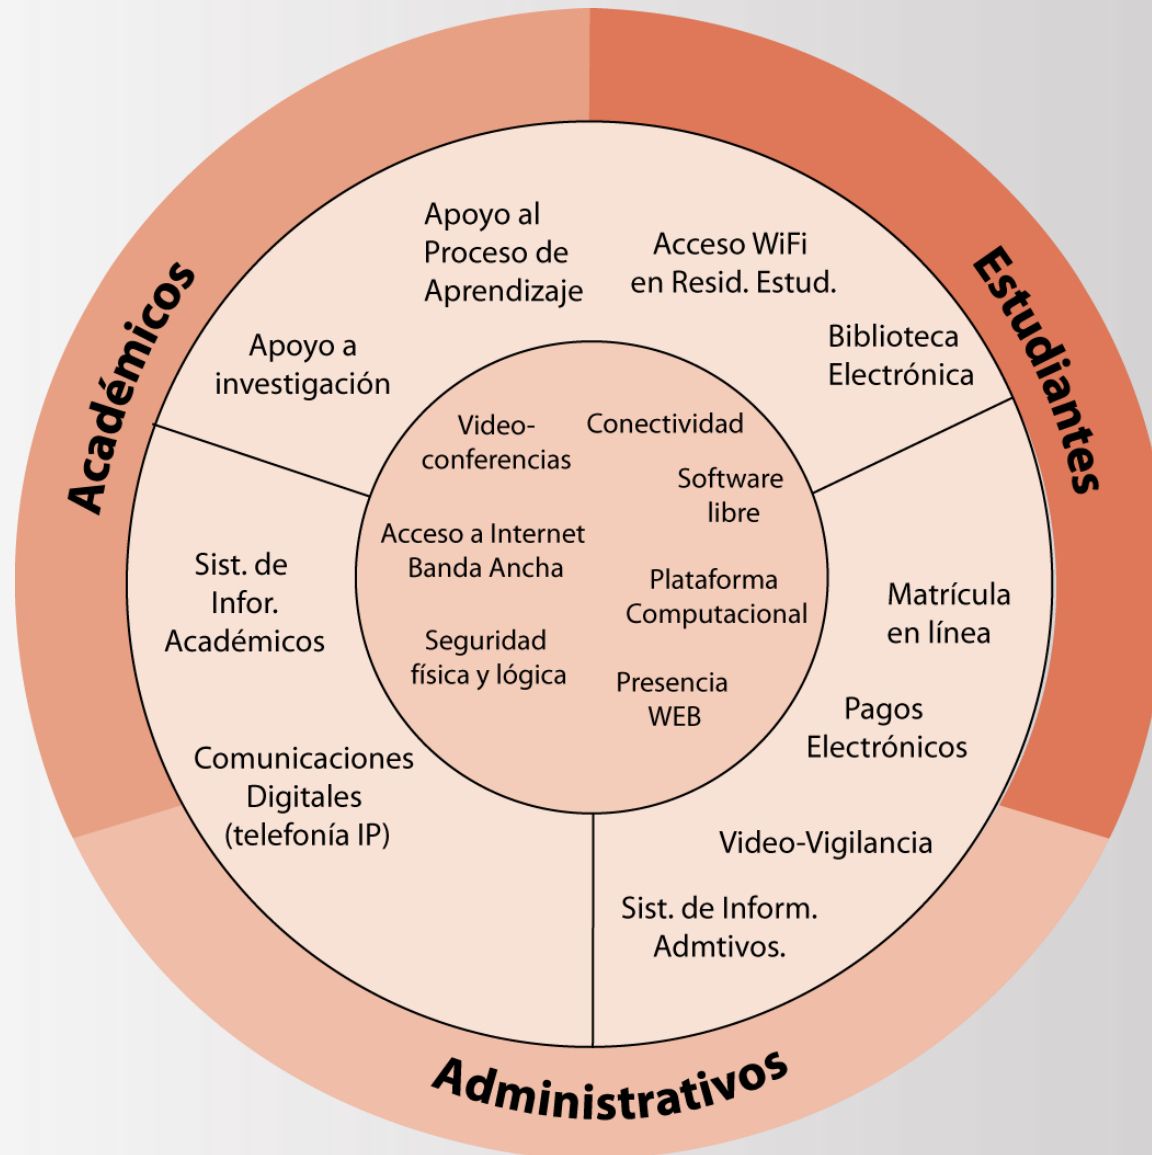 Académicos
Estudiantes
Administrativos
Apoyo al
Proceso de
Aprendizaje
Acceso WiFi
en Resid. Estud.
Biblioteca
Electrónica
Apoyo a
investigación
Sist. de
Infor.
Académicos
Comunicaciones
Digitales
(telefonía IP)
Matrícula
en línea
Pagos
Electrónicos
Video-Vigilancia
Sist. de Inform.
Admtivos.
Video-
conferencias
Conectividad
Software
libre
Acceso a Internet
Banda Ancha
Plataforma
Computacional
Seguridad
física y lógica
Presencia
WEB